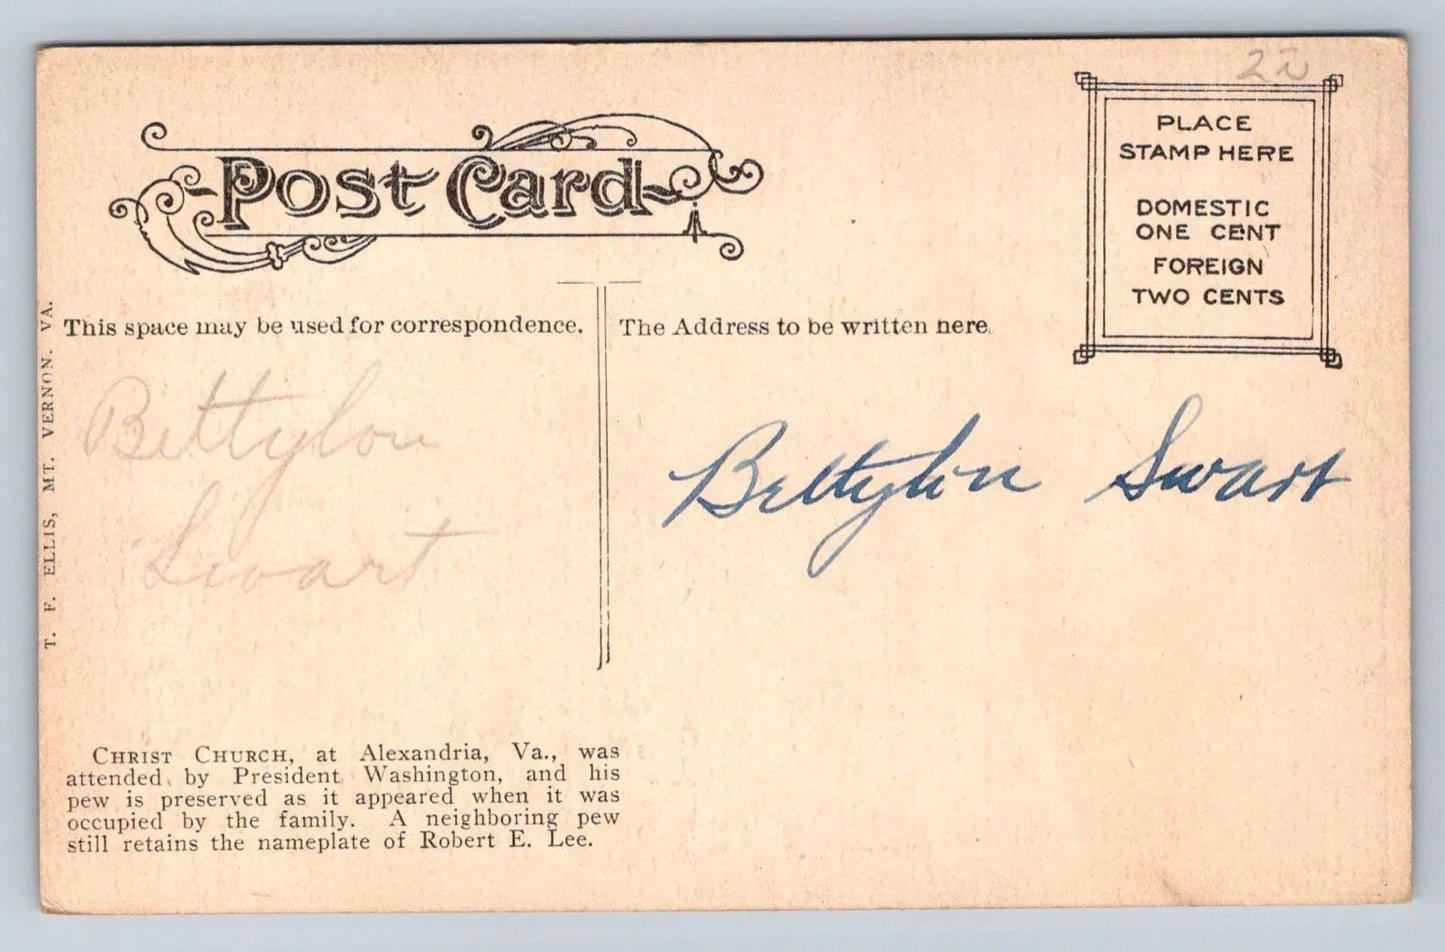 Post Card
PLACE
STAMP HERE
DOMESTIC
ONE CENT
FOREIGN
TWO CENTS
This space may be used for correspondence.
The Address to be written here.
Bettylou
Swart
Bettylou Swart
T. F. ELLIS, MT. VERNON. VA.
CHRIST CHURCH, at Alexandria, Va., was
attended by President Washington, and his
pew is preserved as it appeared when it was
occupied by the family. A neighboring pew
still retains the nameplate of Robert E. Lee.